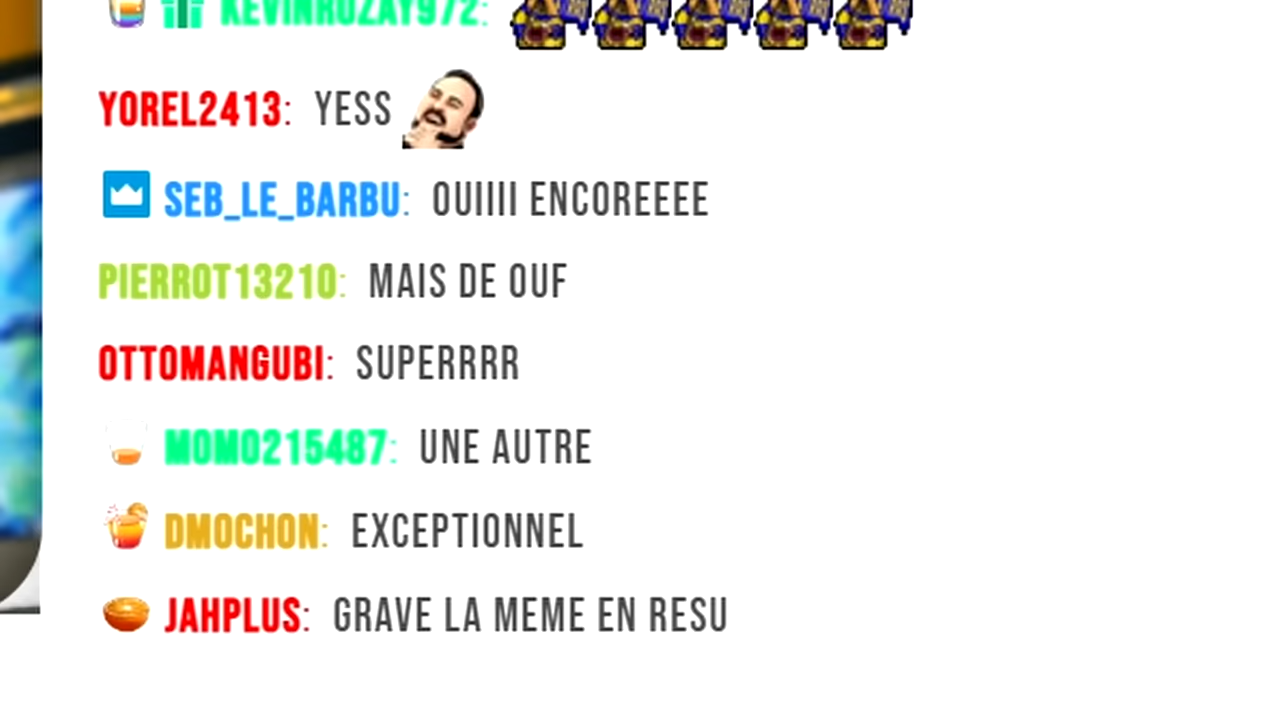 KEVINROZAY972:
YOREL2413: YESS
SEB_LE_BARBU: OUIIII ENCOREEEE
PIERROT13210: MAIS DE OUF
OTTOMANGUBI: SUPERRRR
MOMO215487: UNE AUTRE
DMOCHON: EXCEPTIONNEL
JAHPLUS: GRAVE LA MEME EN RESU